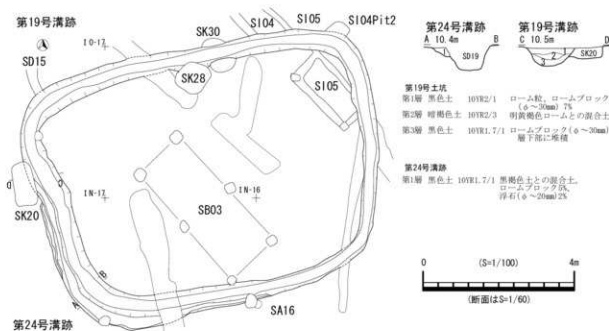 第19号溝跡
SI04
SI05
SI04Pit2
SK30
SD15
IO-17
SK28
SI05
IN-17
IN-16
SB03
SK20
SA16
第24号溝跡
A
B
第24号溝跡
A 10.4m B
SD19
第19号溝跡
C 10.5m D
SK20
2
3
第19号土坑
第1層 黒色土 10YR2/1 ローム粒、ロームブロック
(φ~30mm) 7%
第2層 暗褐色土 10YR2/3 明黄褐色ロームとの混合土
第3層 黒色土 10YR1.7/1 ロームブロック(φ~30mm)
層下部に堆積
第24号溝跡
第1層 黒色土 10YR1.7/1 黒褐色土との混合土、
ロームブロック5%、
浮石(φ~20mm)2%
0 (S=1/100) 4m
(断面はS=1/60)